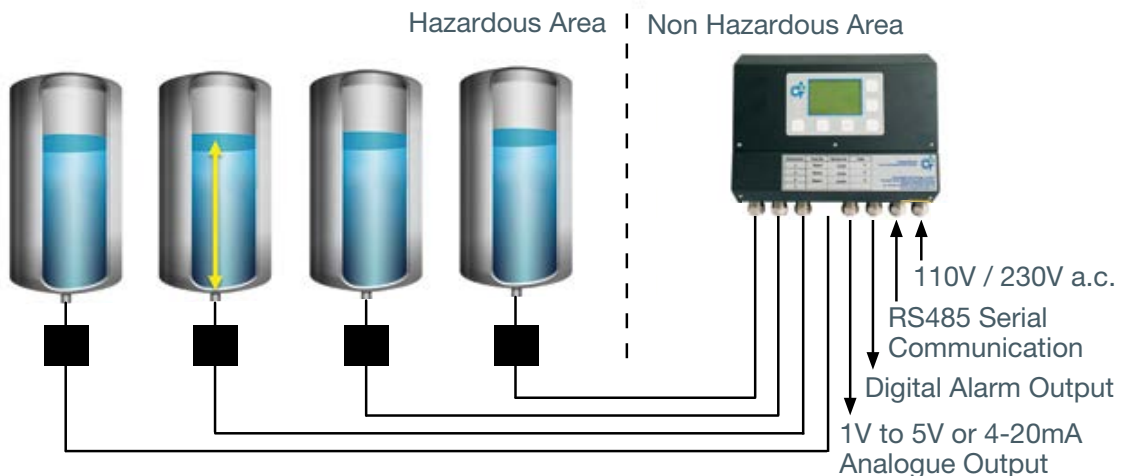 Hazardous Area
Non Hazardous Area
110V / 230V a.c.
RS485 Serial
Communication
Digital Alarm Output
1V to 5V or 4-20mA
Analogue Output